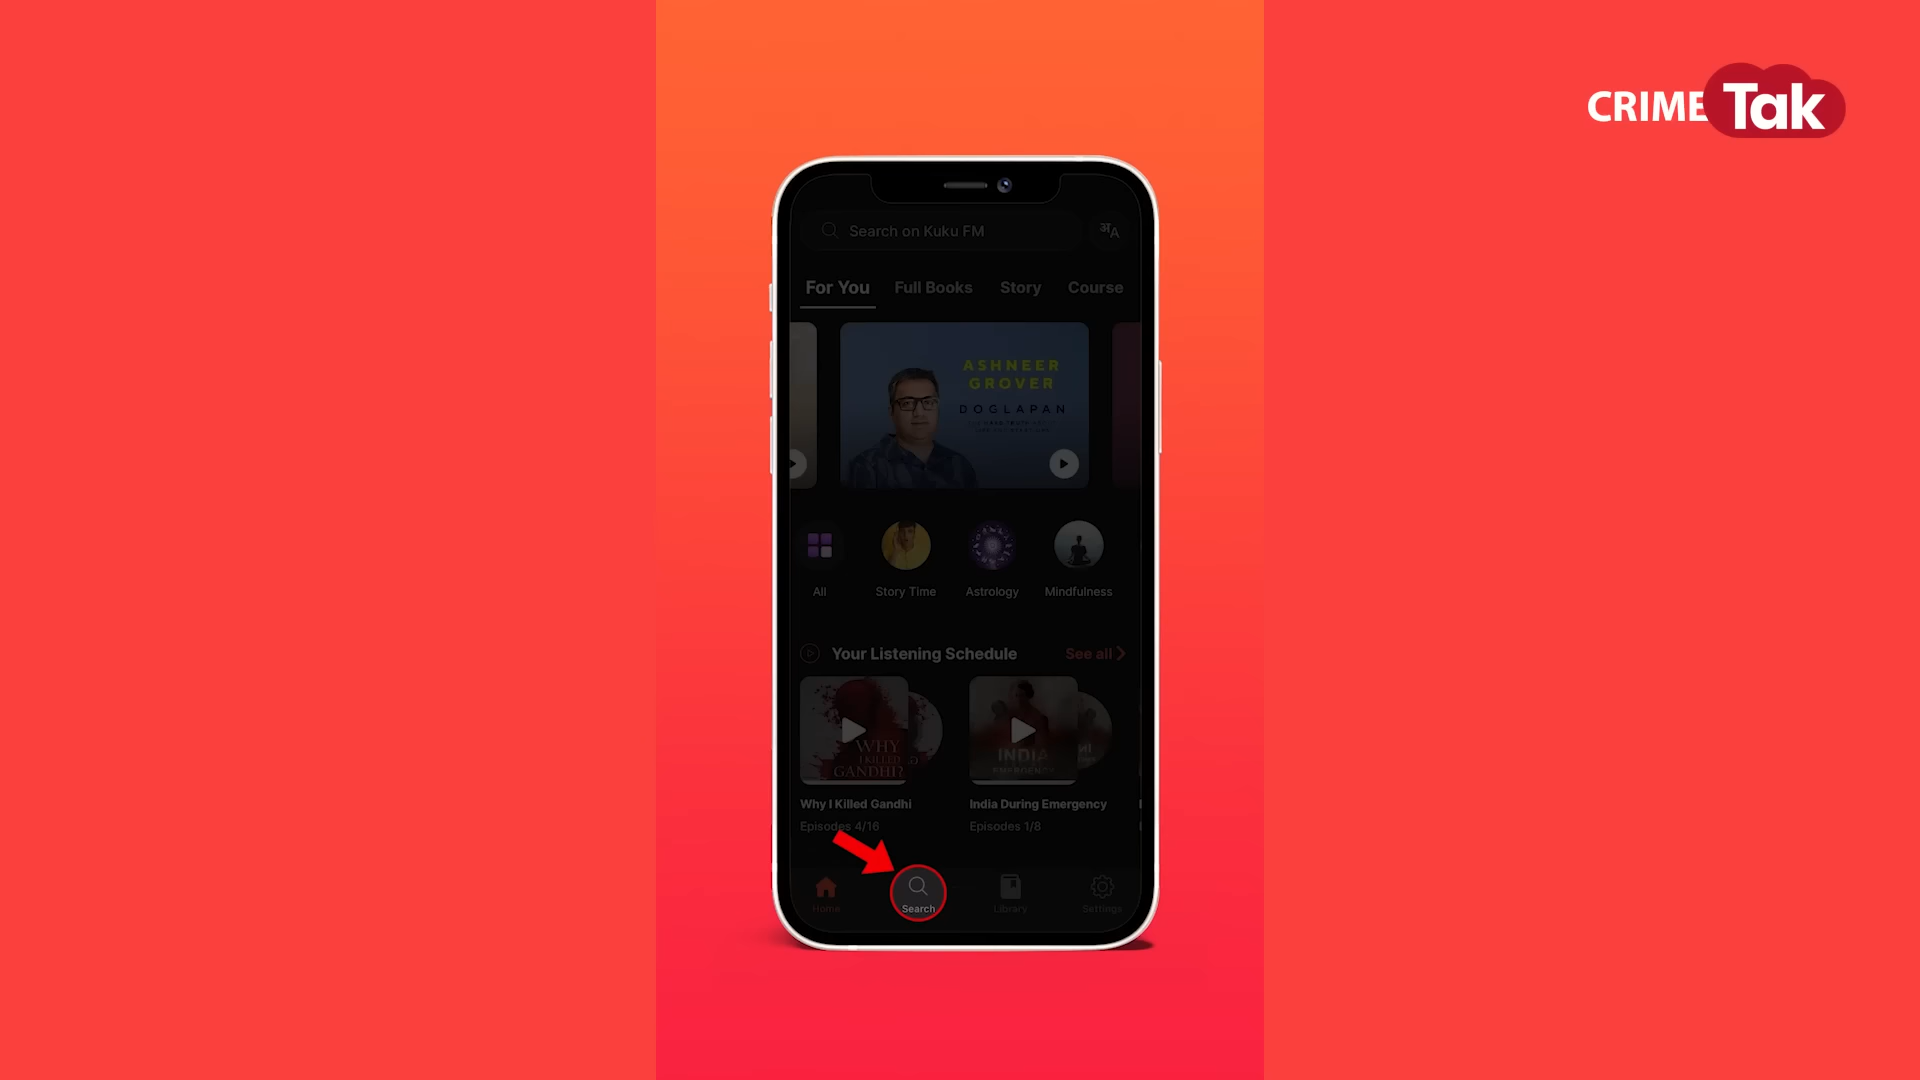 CRIME Tak
Search on Kuku FM
अA
For You Full Books Story Course
ASHNEER
GROVER
DOGLAPAN
All Story Time Astrology Mindfulness
Your Listening Schedule See all
WHY
I KILLED
GANDHI?
INDIA
EMERGENCY
Why I Killed Gandhi India During Emergency
Episodes 4/16 Episodes 1/8
Home Search Library Settings